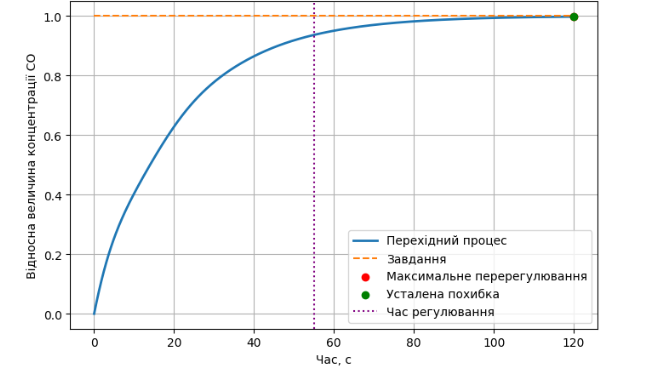 1.0
0.8
0.6
0.4
0.2
0.0
Відносна величина концентрації CO
0 20 40 60 80 100 120
Час, с
Перехідний процес
Завдання
Максимальне перерегулювання
Усталена похибка
Час регулювання